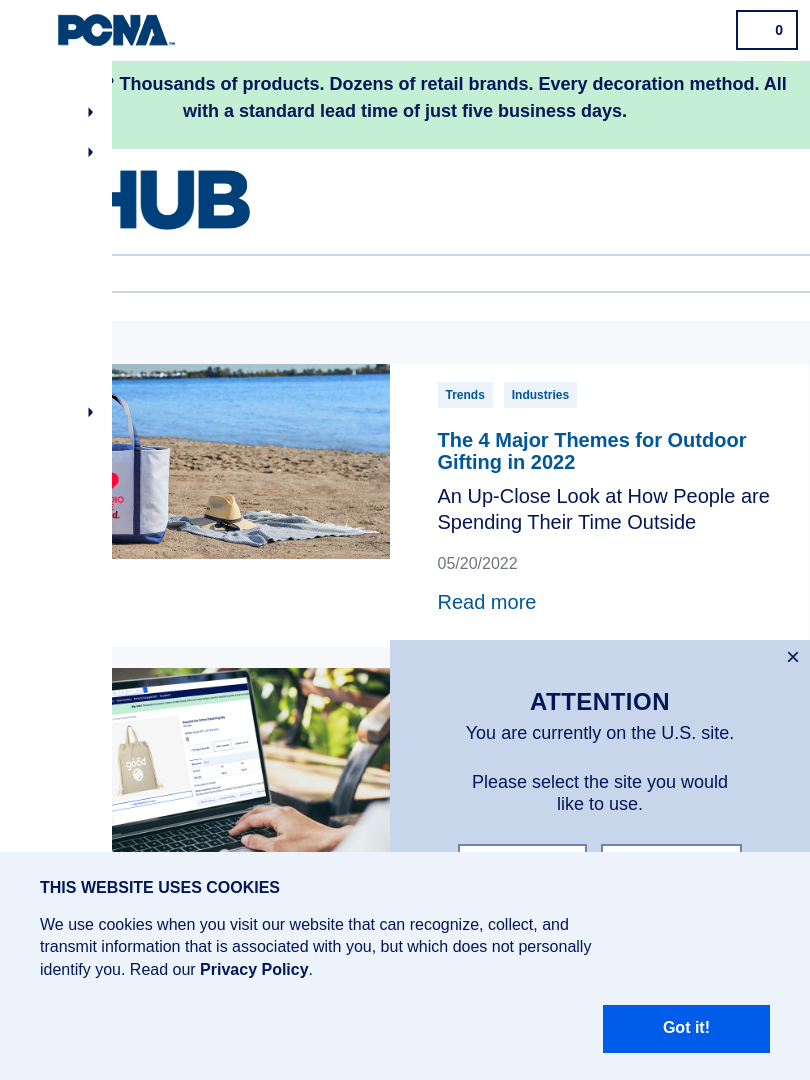 PCNA
0
? Thousands of products. Dozens of retail brands. Every decoration method. All
with a standard lead time of just five business days.
HUB
Trends Industries
The 4 Major Themes for Outdoor
Gifting in 2022
An Up-Close Look at How People are
Spending Their Time Outside
05/20/2022
Read more
good
×
ATTENTION
You are currently on the U.S. site.
Please select the site you would
like to use.
THIS WEBSITE USES COOKIES
We use cookies when you visit our website that can recognize, collect, and
transmit information that is associated with you, but which does not personally
identify you. Read our Privacy Policy.
Got it!